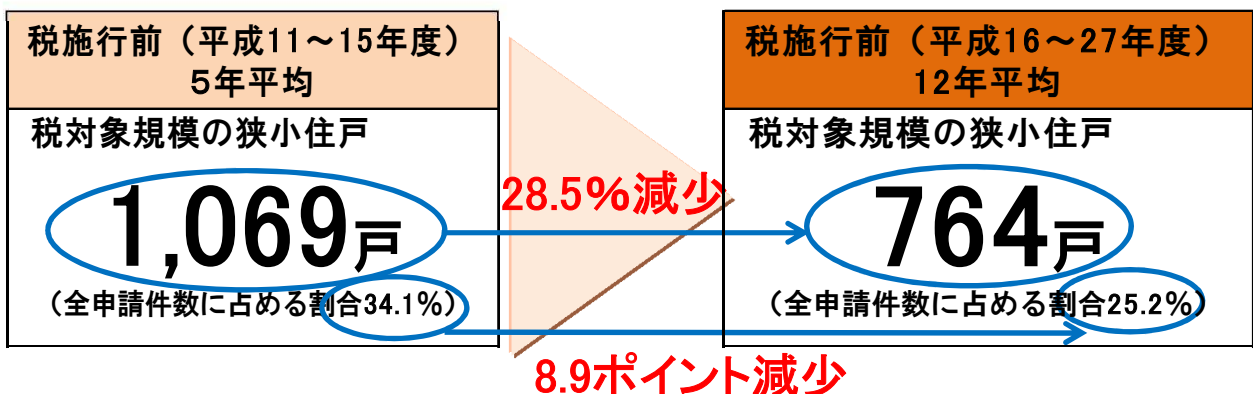 税施行前（平成11～15年度）
5年平均
税対象規模の狭小住戸
1,069戸
（全申請件数に占める割合34.1％）
28.5％減少
8.9ポイント減少
税施行前（平成16～27年度）
12年平均
税対象規模の狭小住戸
764戸
（全申請件数に占める割合25.2％）